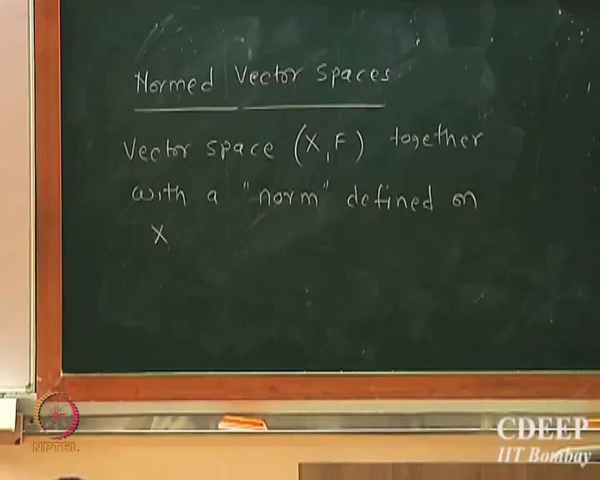 Normed Vector Spaces
Vector space (X, F) together
with a "norm" defined on
X
NPTEL
CDEEP
IIT Bombay